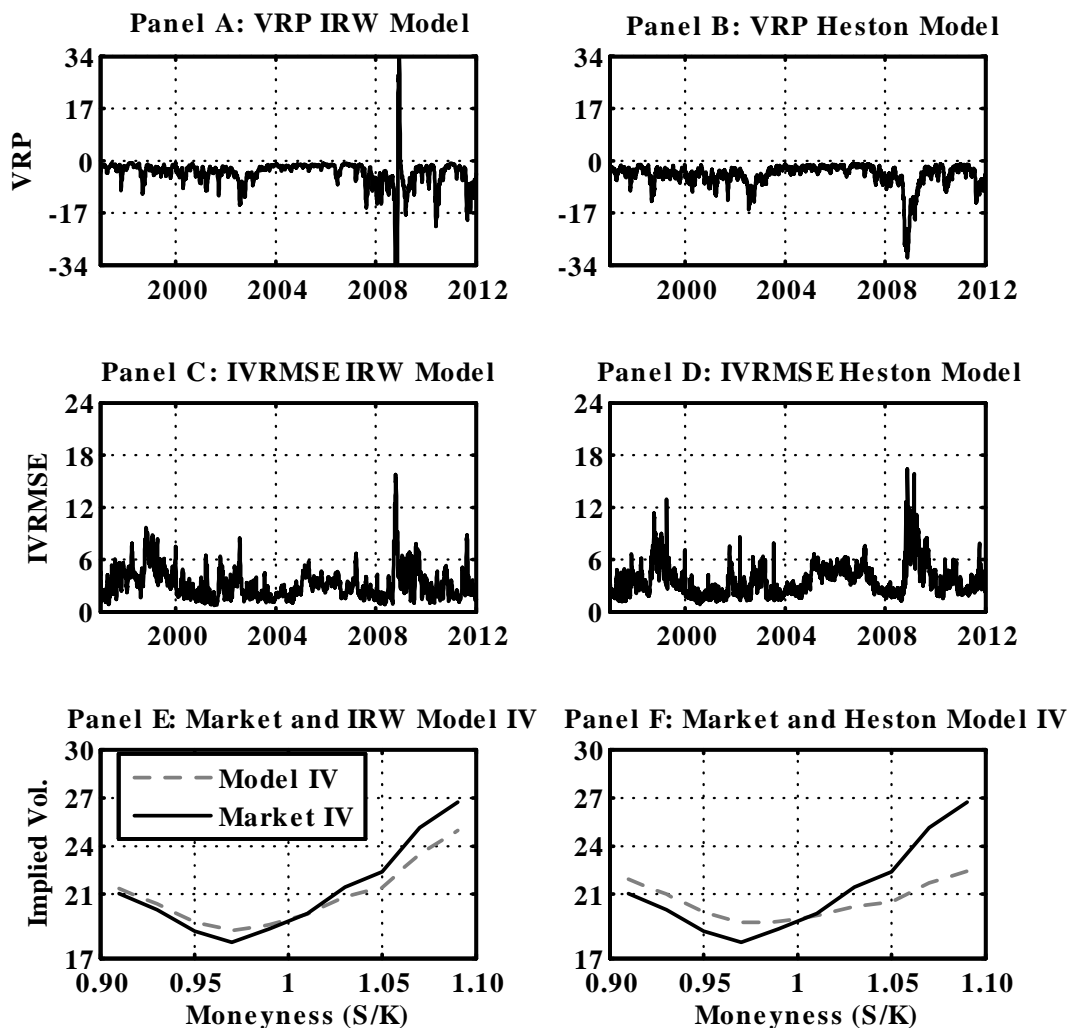 Panel A: VRP IRW Model
Panel B: VRP Heston Model
VRP
34
17
0
-17
-34
2000 2004 2008 2012
34
17
0
-17
-34
2000 2004 2008 2012
Panel C: IVRMSE IRW Model
Panel D: IVRMSE Heston Model
IVRMSE
24
18
12
6
0
2000 2002 2008 2010 2012
24
18
12
6
0
2000 2004 2008 2012
Panel E: Market and IRW Model IV
Panel F: Market and Heston Model IV
Implied Vol.
30
27
24
21
17
Model IV
Market IV
0.90 0.95 1 1.05 1.10
Moneyness (S/K)
30
27
24
21
17
0.90 0.95 1 1.05 1.10
Moneyness (S/K)